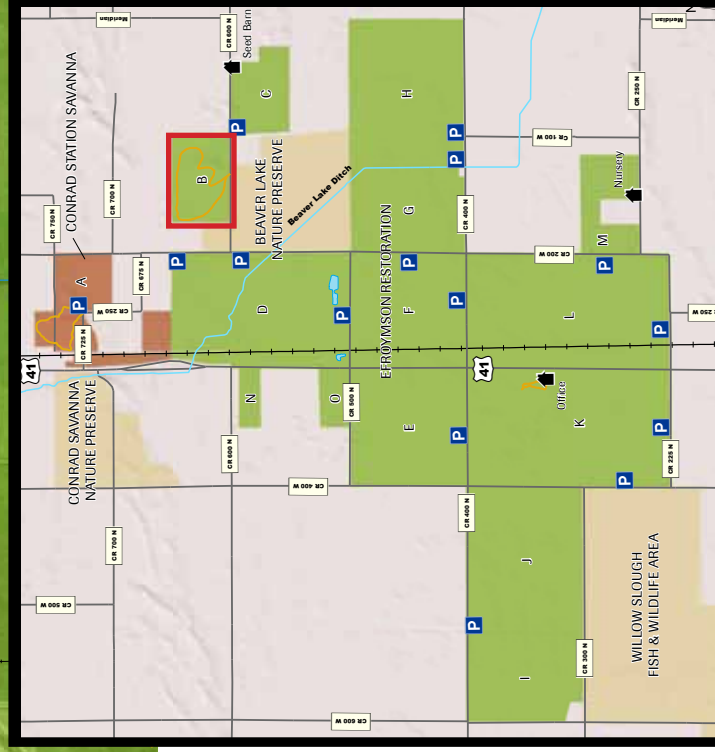 Meridian
CR 600 N
Seed Barn
CONRAD STATION SAVANNA
CR 750 N
CR 700 N
C
P
B
H
Meridian
CR 250 N
P
P
CR 100 W
BEAVER LAKE
NATURE PRESERVE
Beaver Lake Ditch
G
CR 400 N
Nursery
M
A
P
CR 675 N
CR 250 W
CR 725 N
P
P
D
P
P
F
EFROYMSON RESTORATION
P
CR 200 W
P
L
P
CR 250 W
41
41
CONRAD SAVANNA
NATURE PRESERVE
N
O
CR 500 N
E
P
Office
K
P
CR 225 N
CR 600 N
CR 400 W
P
CR 700 N
CR 400 N
J
CR 500 W
P
I
CR 300 N
WILLOW SLOUGH
FISH & WILDLIFE AREA
CR 600 W